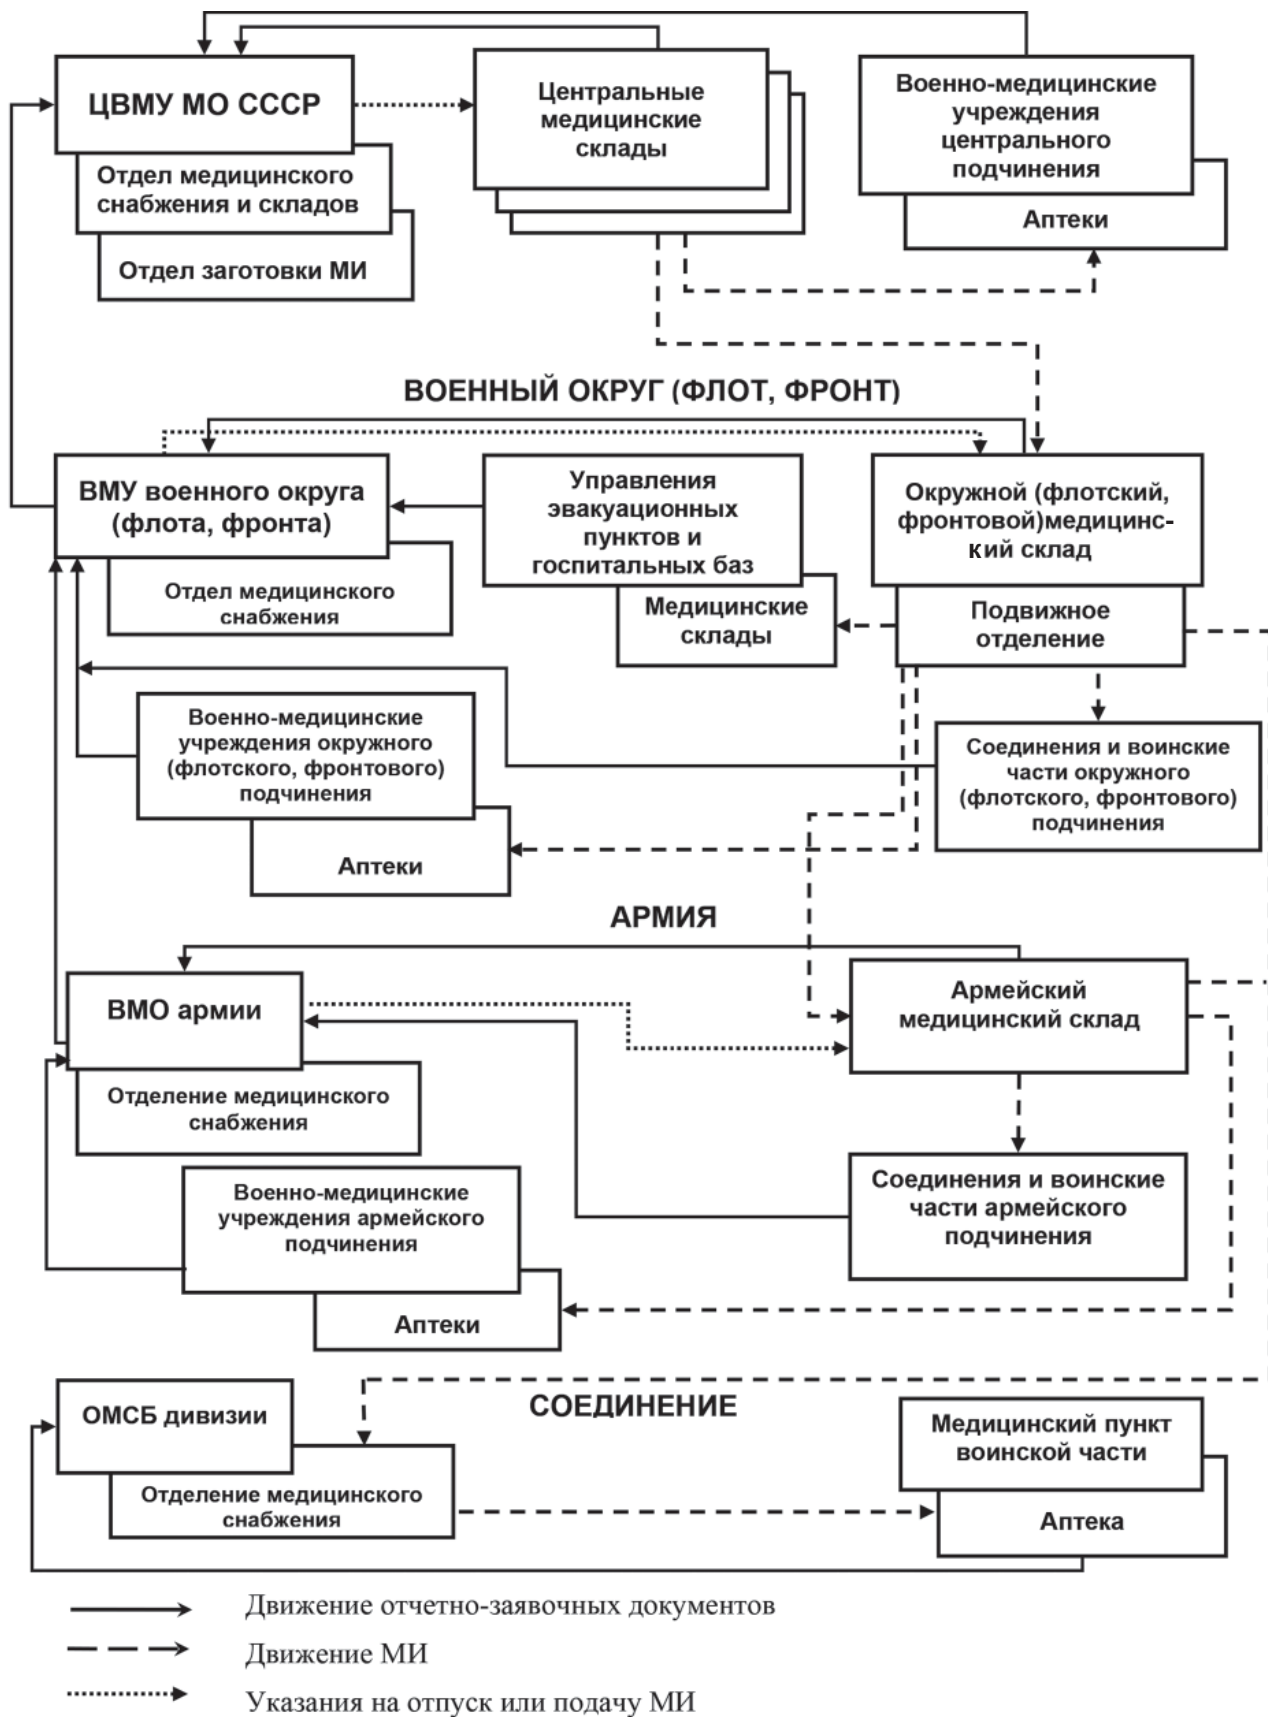 ЦВМУ МО СССР
Отдел медицинского
снабжения и складов
Отдел заготовки МИ
Центральные
медицинские
склады
Военно-медицинские
учреждения
центрального
подчинения
Аптеки
ВОЕННЫЙ ОКРУГ (ФЛОТ, ФРОНТ)
ВМУ военного округа
(флота, фронта)
Отдел медицинского
снабжения
Управления
эвакуационных
пунктов и
госпитальных баз
Медицинские
склады
Окружной (флотский,
фронтовой)медицинс-
кий склад
Подвижное
отделение
Военно-медицинские
учреждения окружного
(флотского, фронтового)
подчинения
Аптеки
Соединения и воинские
части окружного
(флотского, фронтового)
подчинения
АРМИЯ
ВМО армии
Отделение медицинского
снабжения
Армейский
медицинский склад
Военно-медицинские
учреждения армейского
подчинения
Аптеки
Соединения и воинские
части армейского
подчинения
СОЕДИНЕНИЕ
ОМСБ дивизии
Отделение медицинского
снабжения
Медицинский пункт
воинской части
Аптека
Движение отчетно-заявочных документов
Движение МИ
Указания на отпуск или подачу МИ